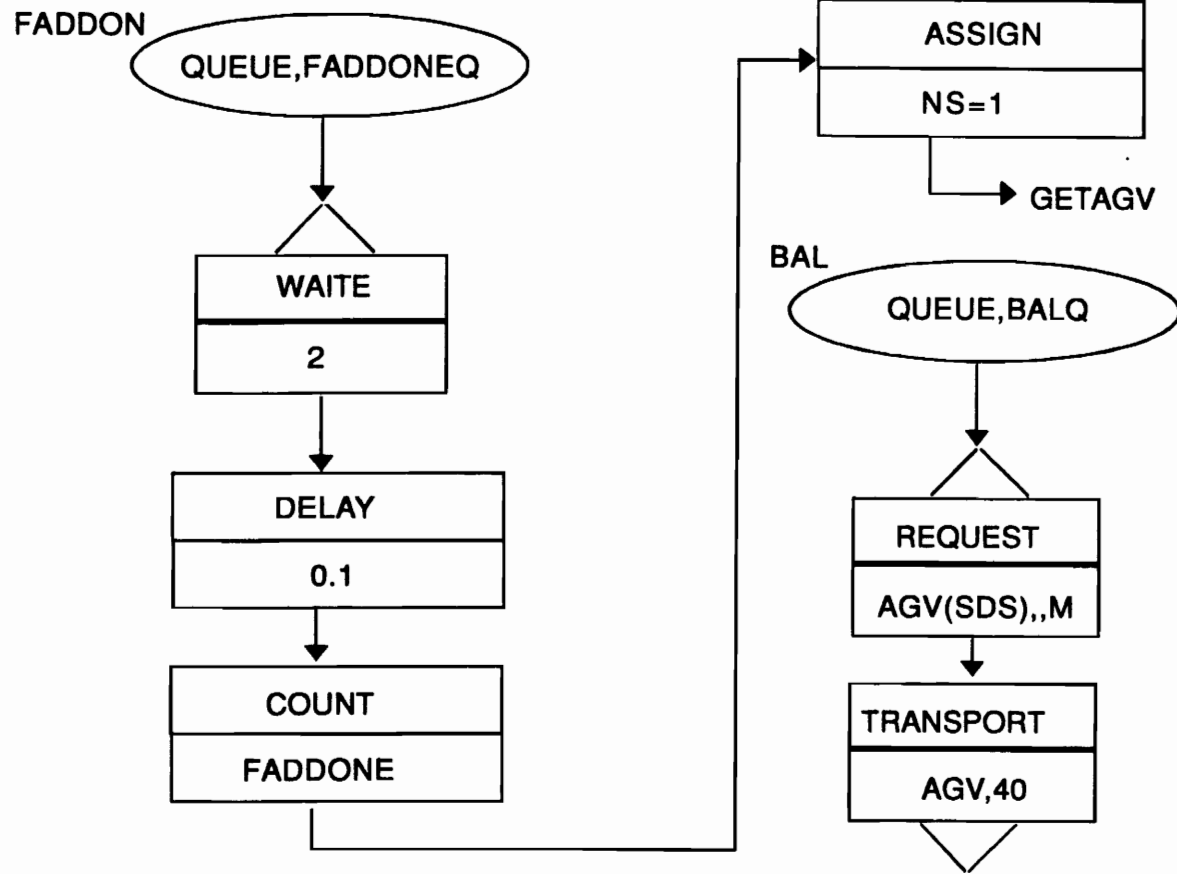 FADDON
QUEUE,FADDONEQ
WAITE
2
DELAY
0.1
COUNT
FADDONE
ASSIGN
NS=1
GETAGV
BAL
QUEUE,BALQ
REQUEST
AGV(SDS),,M
TRANSPORT
AGV,40